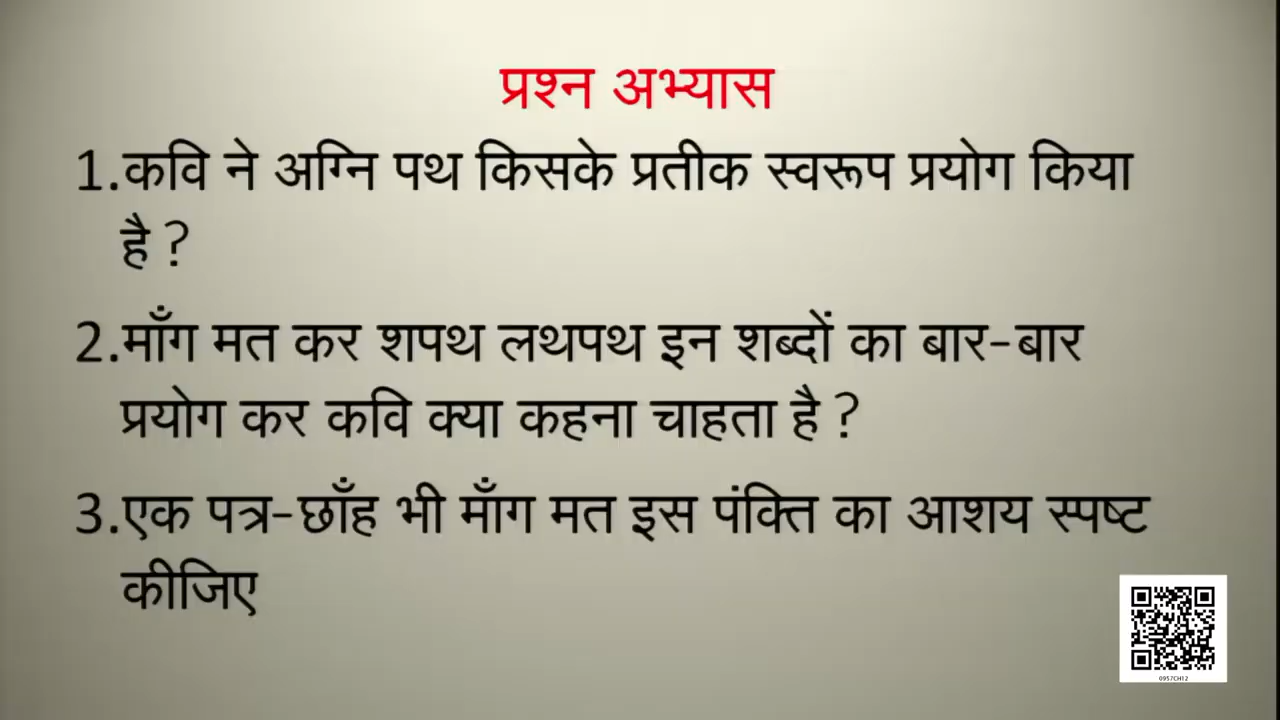 प्रश्न अभ्यास
1.कवि ने अग्नि पथ किसके प्रतीक स्वरूप प्रयोग किया
है ?
2.माँग मत कर शपथ लथपथ इन शब्दों का बार-बार
प्रयोग कर कवि क्या कहना चाहता है ?
3.एक पत्र-छाँह भी माँग मत इस पंक्ति का आशय स्पष्ट
कीजिए
0957CH12